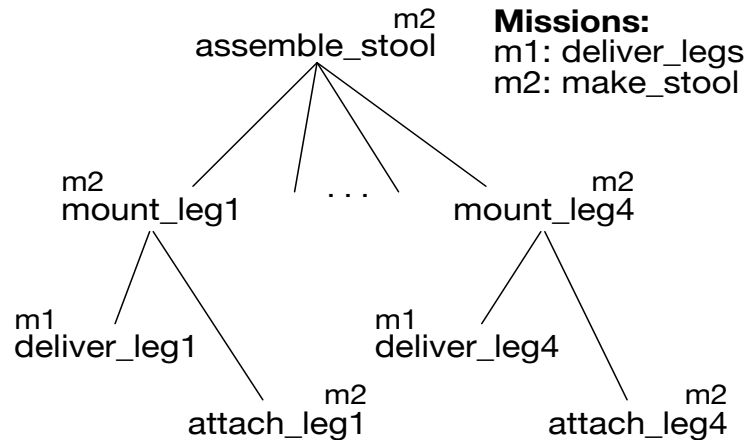 m2
assemble_stool
Missions:
m1: deliver_legs
m2: make_stool
m2
mount_leg1
. . .
m2
mount_leg4
m1
deliver_leg1
m1
deliver_leg4
m2
attach_leg1
m2
attach_leg4